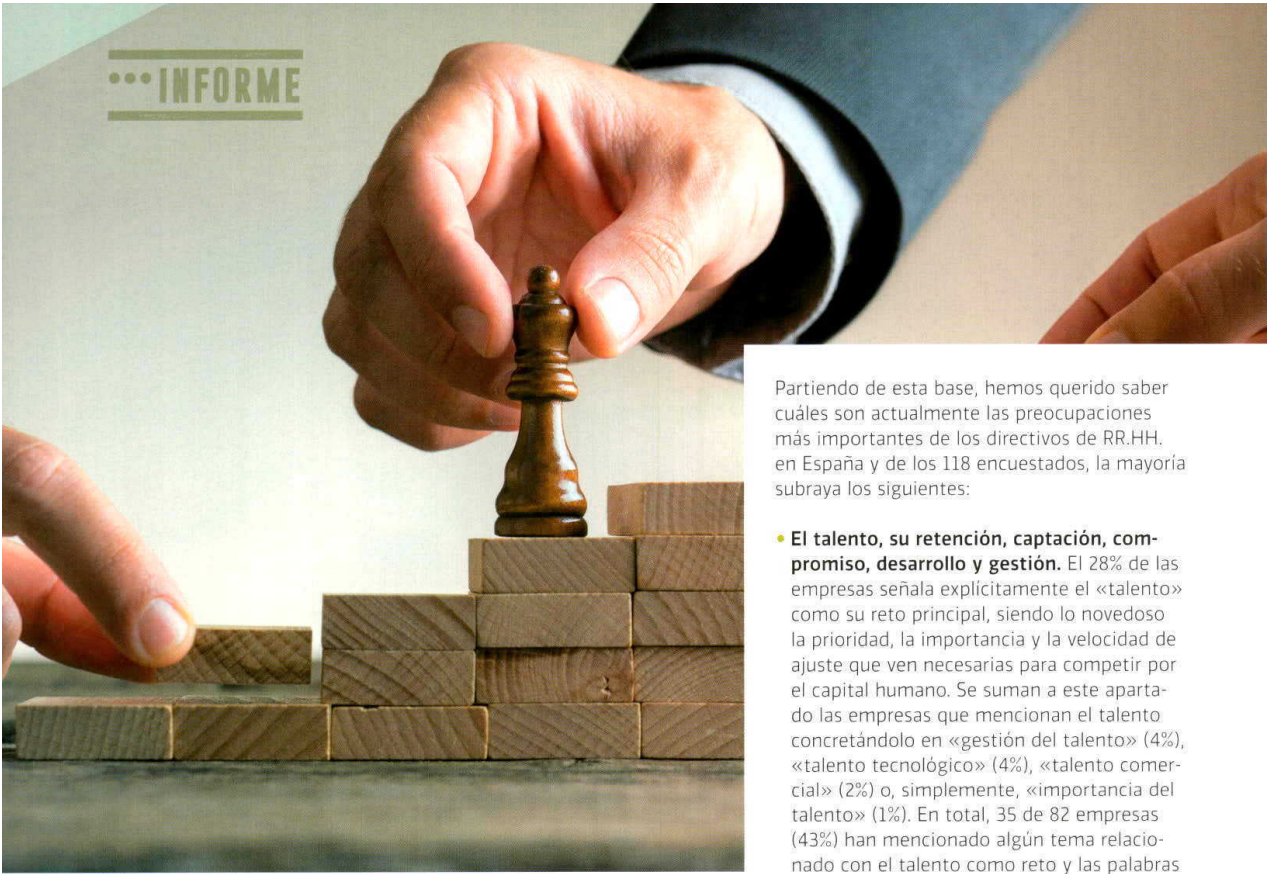 •••INFORME
Partiendo de esta base, hemos querido saber
cuáles son actualmente las preocupaciones
más importantes de los directivos de RR.HH.
en España y de los 118 encuestados, la mayoría
subraya los siguientes:
• El talento, su retención, captación, com-
promiso, desarrollo y gestión. El 28% de las
empresas señala explícitamente el «talento»
como su reto principal, siendo lo novedoso
la prioridad, la importancia y la velocidad de
ajuste que ven necesarias para competir por
el capital humano. Se suman a este aparta-
do las empresas que mencionan el talento
concretándolo en «gestión del talento» (4%),
«talento tecnológico» (4%), «talento comer-
cial» (2%) o, simplemente, «importancia del
talento» (1%). En total, 35 de 82 empresas
(43%) han mencionado algún tema relacio-
nado con el talento como reto y las palabras